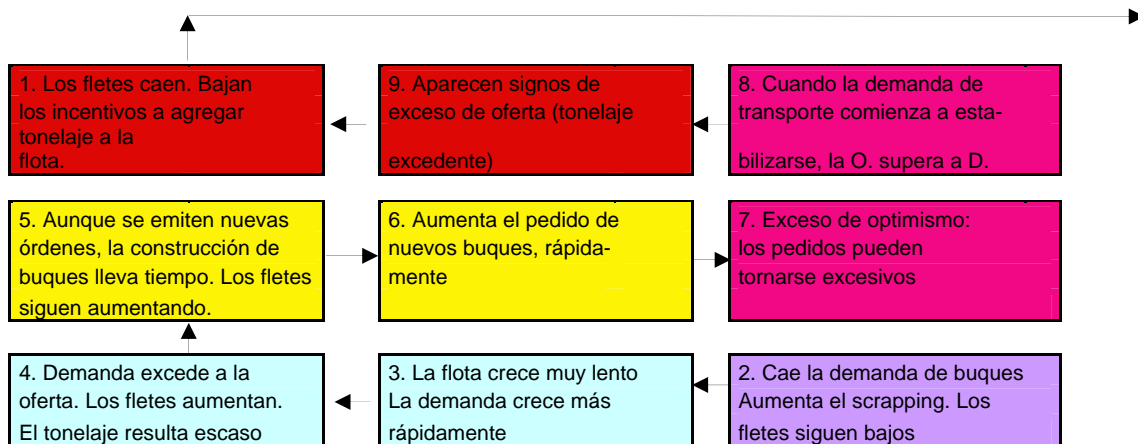 1. Los fletes caen. Bajan
los incentivos a agregar
tonelaje a la
flota.
9. Aparecen signos de
exceso de oferta (tonelaje
excedente)
8. Cuando la demanda de
transporte comienza a esta-
bilizarse, la O. supera a D.
5. Aunque se emiten nuevas
órdenes, la construcción de
buques lleva tiempo. Los fletes
siguen aumentando.
6. Aumenta el pedido de
nuevos buques, rápida-
mente
7. Exceso de optimismo:
los pedidos pueden
tornarse excesivos
4. Demanda excede a la
oferta. Los fletes aumentan.
El tonelaje resulta escaso
3. La flota crece muy lento
La demanda crece más
rápidamente
2. Cae la demanda de buques
Aumenta el scrapping. Los
fletes siguen bajos